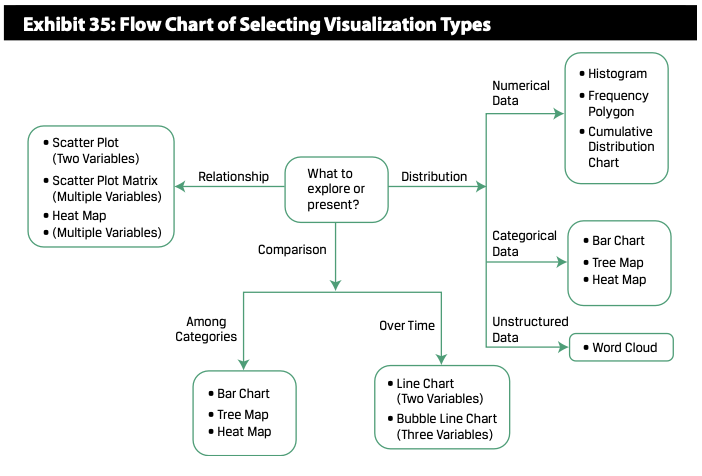 Exhibit 35: Flow Chart of Selecting Visualization Types
What to
explore or
present?
Relationship
• Scatter Plot
(Two Variables)
• Scatter Plot Matrix
(Multiple Variables)
• Heat Map
• (Multiple Variables)
Distribution
Numerical
Data
• Histogram
• Frequency
Polygon
• Cumulative
Distribution
Chart
Categorical
Data
• Bar Chart
• Tree Map
• Heat Map
Unstructured
Data
• Word Cloud
Comparison
Among
Categories
• Bar Chart
• Tree Map
• Heat Map
Over Time
• Line Chart
(Two Variables)
• Bubble Line Chart
(Three Variables)